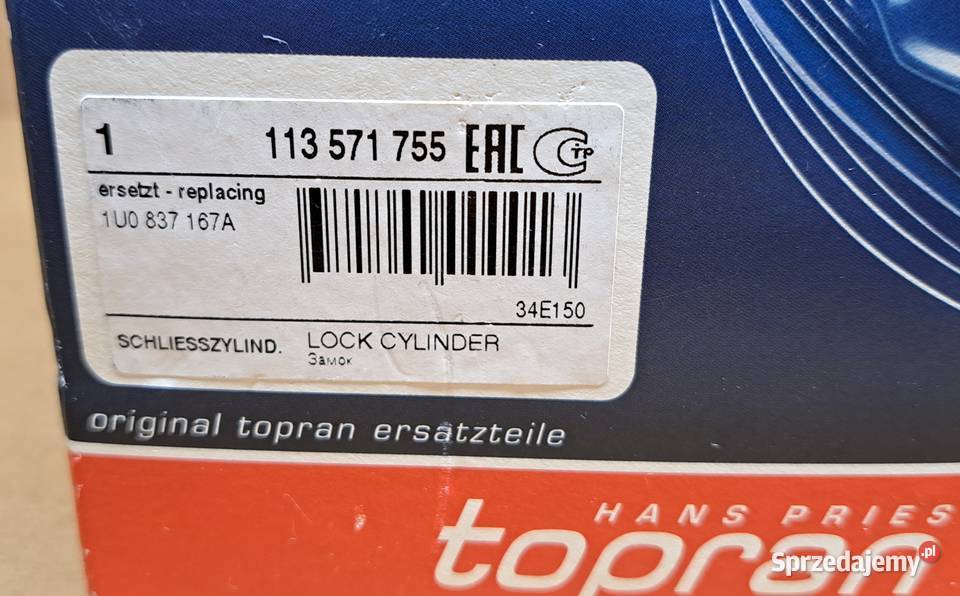 1 113 571 755 EAC CTP
ersetzt - replacing
1U0 837 167A
34E150
SCHLIESSZYLIND. LOCK CYLINDER
Замок
original topran ersatzteile
HANS PRIES
topran
Sprzedajemy.pl